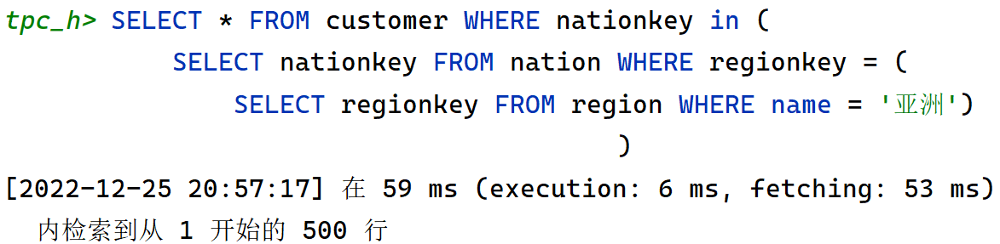 tpc_h> SELECT * FROM customer WHERE nationkey in (
SELECT nationkey FROM nation WHERE regionkey = (
SELECT regionkey FROM region WHERE name = '亚洲')
)
[2022-12-25 20:57:17] 在 59 ms (execution: 6 ms, fetching: 53 ms)
内检索到从 1 开始的 500 行